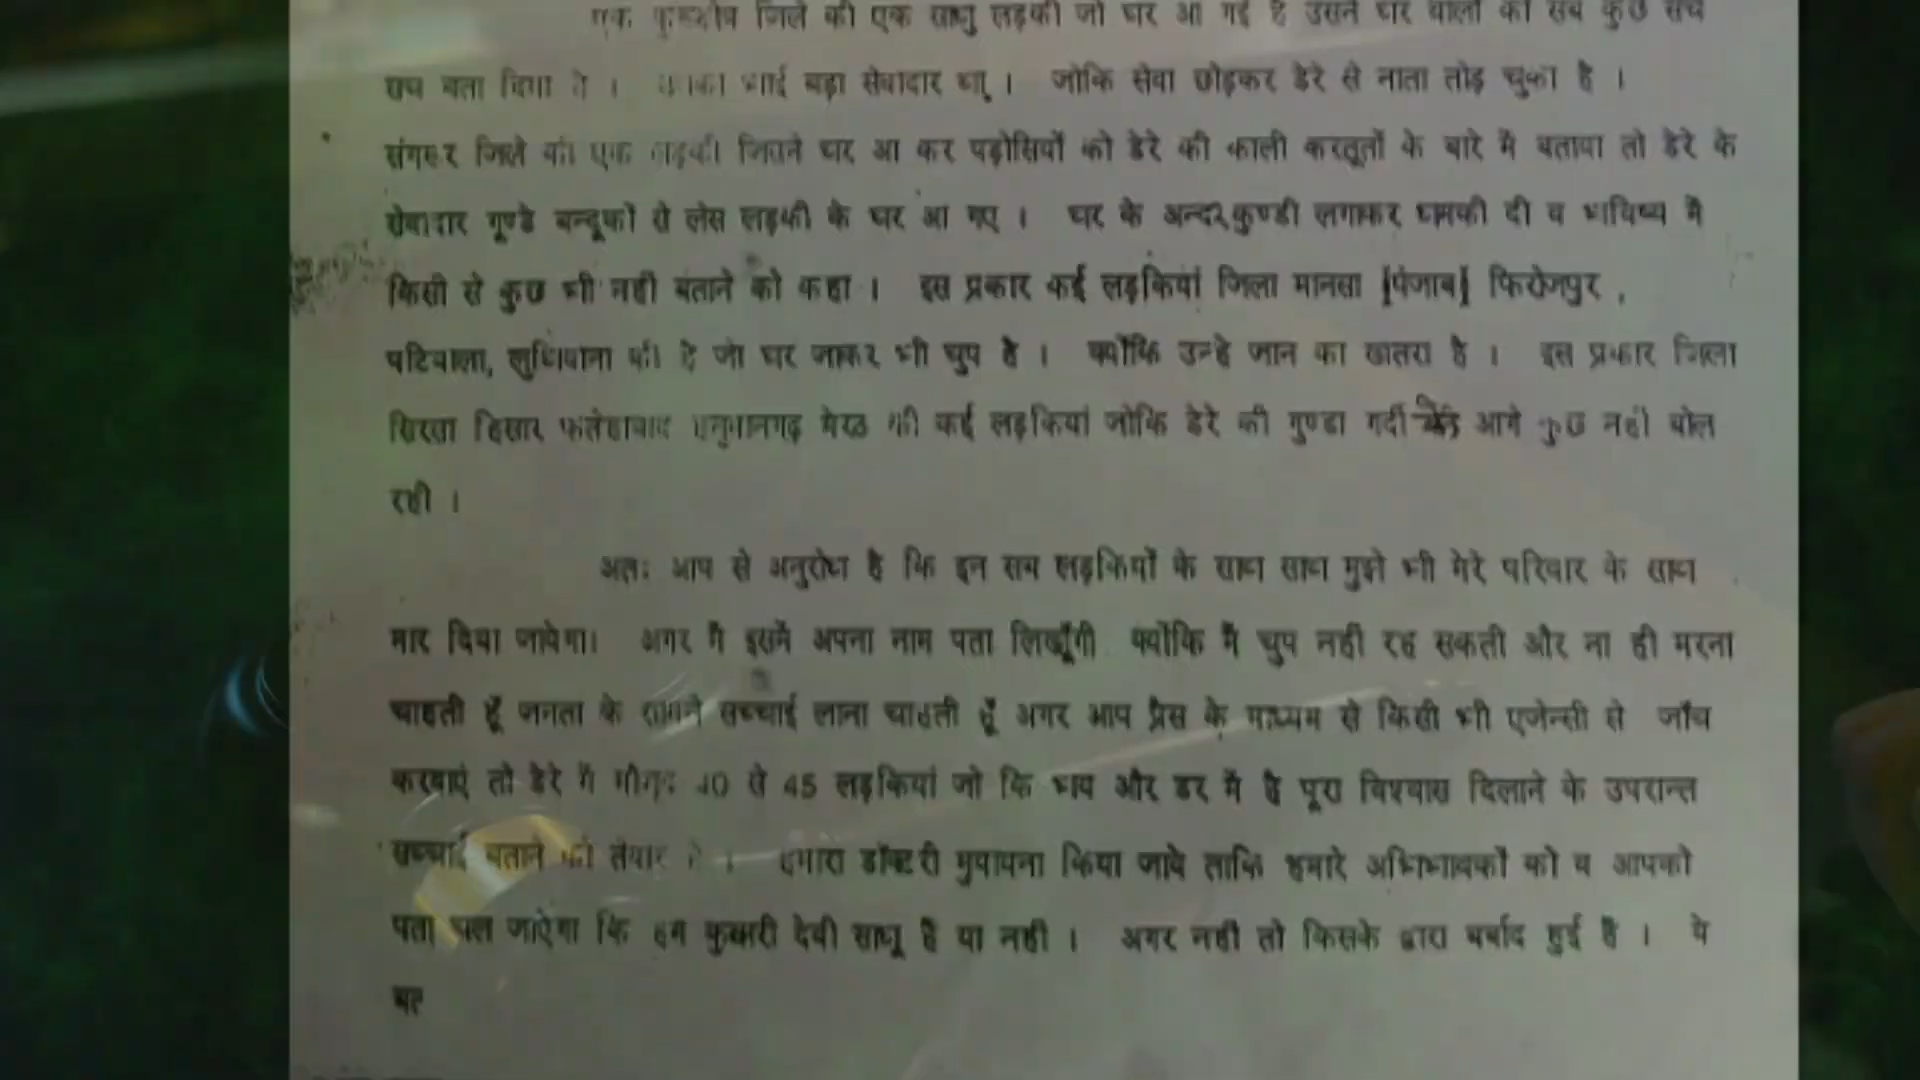 जिले की एक साधु लड़की जो घर आ गई है उसने घर वालों को सब कुछ सच
सच बता दिया है । भाई बड़ा सेवादार था । जोकि सेवा छोड़कर डेरे से नाता तोड़ चुका है ।
संगरूर जिले की एक लड़की जिसने घर आ कर पड़ोसियों को डेरे की काली करतूतों के बारे मै बताया तो डेरे के
सेवादार गूण्डे बन्दूकों से लेस लड़की के घर आ गए । घर के अन्दर कुण्डी लगाकर धमकी दी व भविष्य मै
किसी से कुछ भी नही बताने को कहा । इस प्रकार कई लड़कियां जिला मानसा [पंजाब] फिरोजपुर ,
पटियाला, लुधियाना की है जो घर जाकर भी चुप है । क्योंकि उन्हे जान का खतरा है । इस प्रकार जिला
सिरसा हिसार फतेहाबाद हनुमानगढ़ मेरठ की कई लड़कियां जोकि डेरे की गुण्डा गर्दी के आगे कुछ नही बोल
रही ।
अतः आप से अनुरोध है कि इन सब लड़कियों के साथ साथ मुझे भी मेरे परिवार के साथ
मार दिया जायेगा। अगर मै इसमें अपना नाम पता लिखूँगी क्योंकि मै चुप नही रह सकती और ना ही मरना
चाहती हूँ जनता के सामने सच्चाई लाना चाहती हूँ अगर आप प्रैस के माध्यम से किसी भी एजेन्सी से जाँच
करवाएं तो डेरे मे मौजूद 40 से 45 लड़कियां जो कि भय और डर मै है पूरा विश्वास दिलाने के उपरान्त
सच्चाई बताने को तैयार है । हमारा डॉक्टरी मुयायना किया जाये ताकि हमारे अभिभावकों को व आपको
पता चल जाऐगा कि हम कुमारी देवी साधू है या नही । अगर नही तो किसके द्वारा बर्बाद हुई है । ये